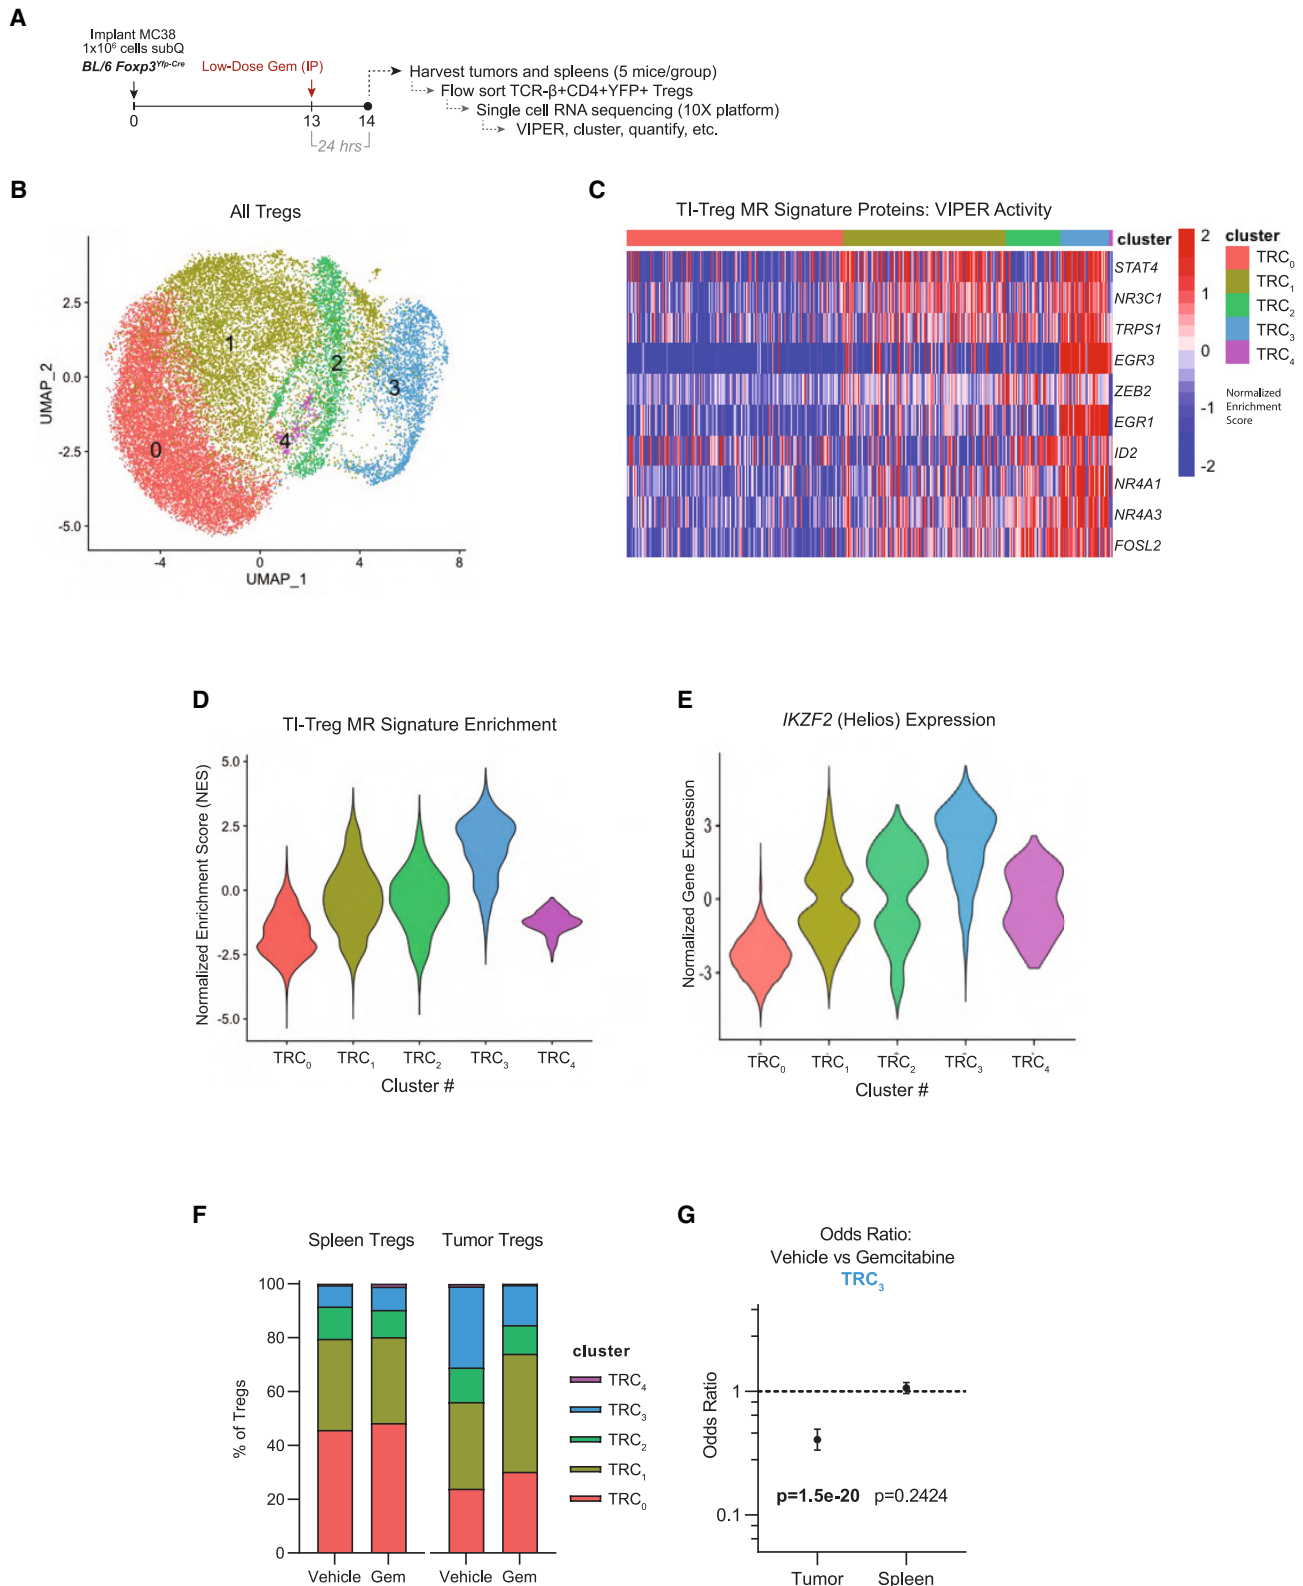 A
Implant MC38
1x10⁶ cells subQ
BL/6 Foxp3^Yfp-Cre
Low-Dose Gem (IP)
0
13
14
24 hrs
Harvest tumors and spleens (5 mice/group)
Flow sort TCR-β+CD4+YFP+ Tregs
Single cell RNA sequencing (10X platform)
VIPER, cluster, quantify, etc.
B
All Tregs
UMAP_2
2.5
0.0
-2.5
-5.0
0
1
2
3
4
-4
0
4
8
UMAP_1
C
TI-Treg MR Signature Proteins: VIPER Activity
cluster
STAT4
NR3C1
TRPS1
EGR3
ZEB2
EGR1
ID2
NR4A1
NR4A3
FOSL2
2
1
0
-1
-2
cluster
TRC₀
TRC₁
TRC₂
TRC₃
TRC₄
Normalized
Enrichment
Score
D
TI-Treg MR Signature Enrichment
Normalized Enrichment Score (NES)
5.0
2.5
0.0
-2.5
-5.0
TRC₀
TRC₁
TRC₂
TRC₃
TRC₄
Cluster #
E
IKZF2 (Helios) Expression
Normalized Gene Expression
3
0
-3
TRC₀
TRC₁
TRC₂
TRC₃
TRC₄
Cluster #
F
Spleen Tregs
Tumor Tregs
% of Tregs
100
80
60
40
20
0
Vehicle
Gem
Vehicle
Gem
cluster
TRC₄
TRC₃
TRC₂
TRC₁
TRC₀
G
Odds Ratio:
Vehicle vs Gemcitabine
TRC₃
Odds Ratio
1
0.1
p=1.5e-20
p=0.2424
Tumor
Spleen